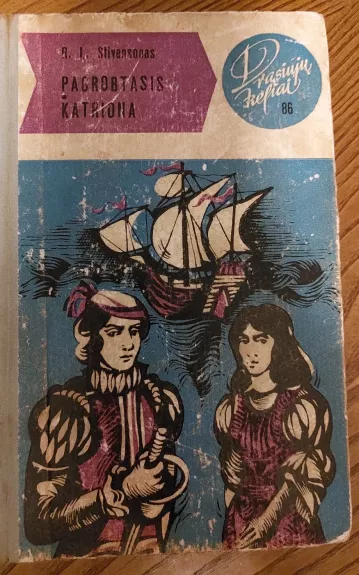 R. L. Stivensonas
PAGROBTASIS
KATRIONA
Drąsiųjų
keliai
86